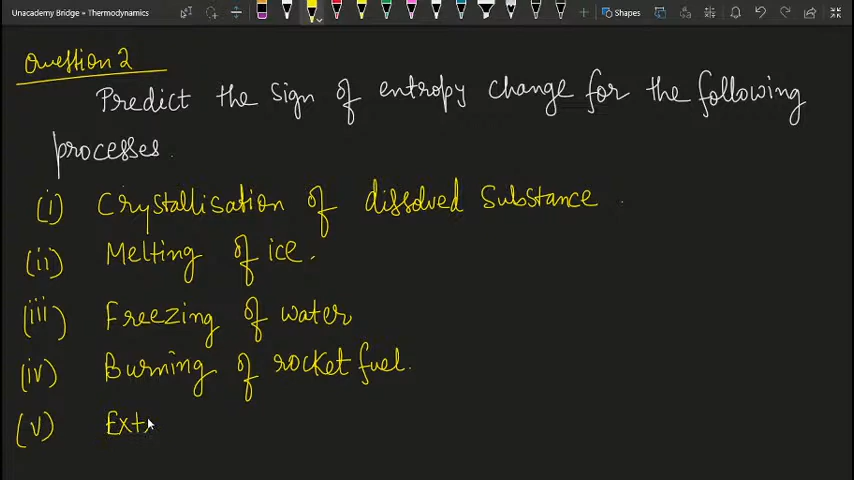 Unacademy Bridge - Thermodynamics
Shapes
Question 2
Predict the sign of entropy change for the following
processes.
(i) Crystallisation of dissolved substance.
(ii) Melting of ice.
(iii) Freezing of water
(iv) Burning of rocket fuel.
(v) Ext